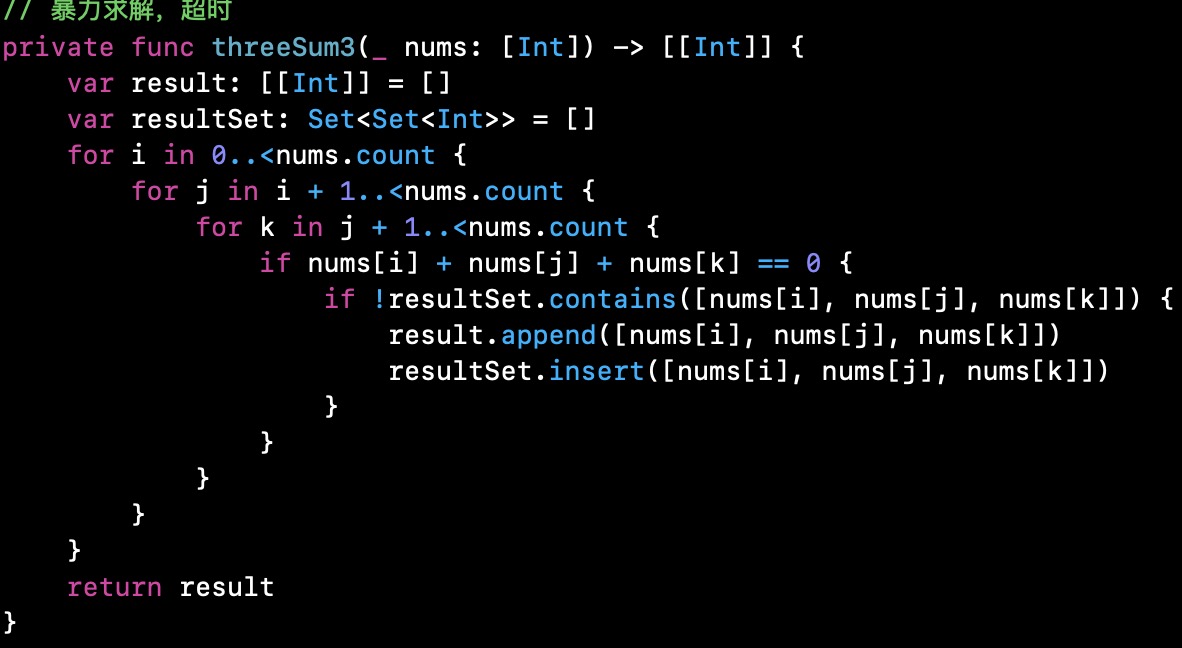 // 暴力求解，超时
private func threeSum3(_ nums: [Int]) -> [[Int]] {
    var result: [[Int]] = []
    var resultSet: Set<Set<Int>> = []
    for i in 0..<nums.count {
        for j in i + 1..<nums.count {
            for k in j + 1..<nums.count {
                if nums[i] + nums[j] + nums[k] == 0 {
                    if !resultSet.contains([nums[i], nums[j], nums[k]]) {
                        result.append([nums[i], nums[j], nums[k]])
                        resultSet.insert([nums[i], nums[j], nums[k]])
                    }
                }
            }
        }
    }
    return result
}